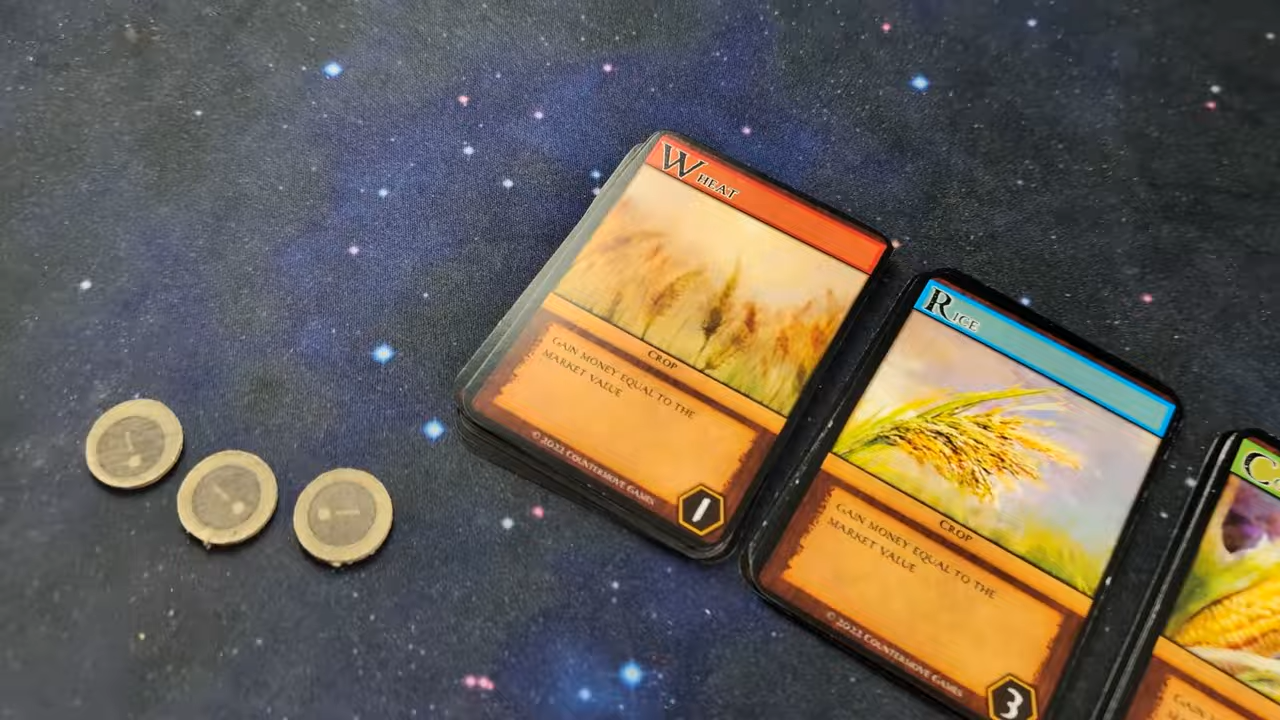 WHEAT
CROP
GAIN MONEY EQUAL TO THE
MARKET VALUE
© 2022 COUNTERMOVE GAMES
1
RICE
CROP
GAIN MONEY EQUAL TO THE
MARKET VALUE
© 2022 COUNTERMOVE GAMES
3
C
GAIN